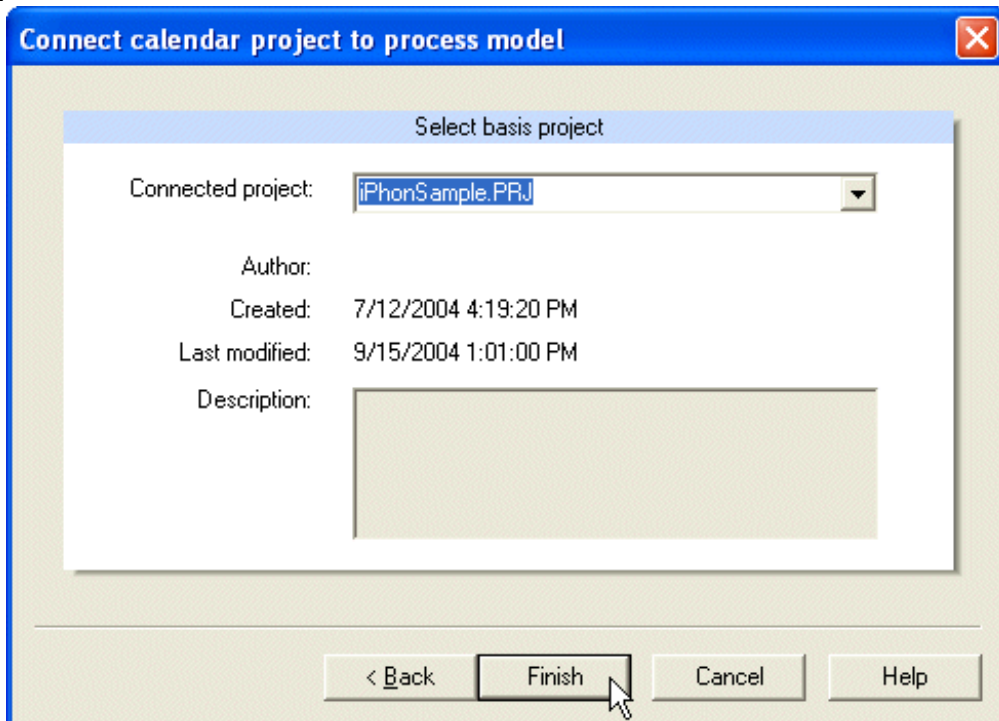 Connect calendar project to process model
Select basis project
Connected project: iPhonSample.PRJ
Author:
Created: 7/12/2004 4:19:20 PM
Last modified: 9/15/2004 1:01:00 PM
Description:
< Back Finish Cancel Help